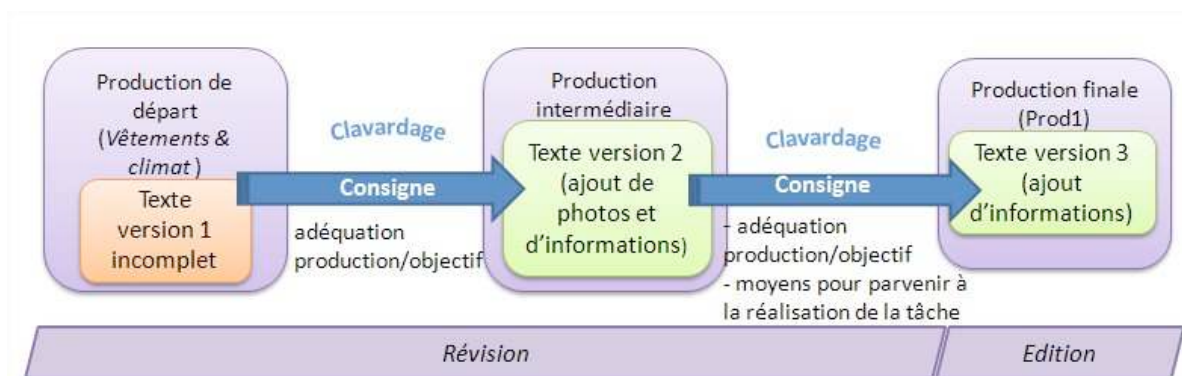 Production de
départ
(Vêtements &
climat )
Texte
version 1
incomplet
Clavardage
Consigne
adéquation
production/objectif
Production
intermédiaire
Texte version 2
(ajout de
photos et
d’informations)
Clavardage
Consigne
- adéquation
production/objectif
- moyens pour parvenir à
la réalisation de la tâche
Production finale
(Prod1)
Texte version 3
(ajout
d’informations)
Révision
Edition